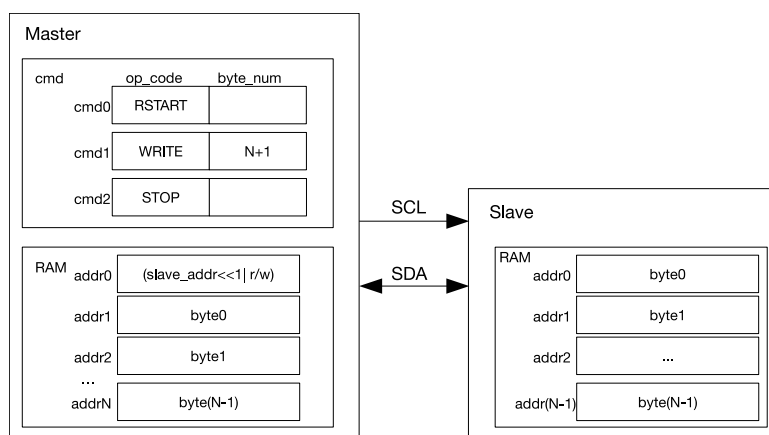 Master
cmd op_code byte_num
cmd0 RSTART
cmd1 WRITE N+1
cmd2 STOP
RAM
addr0 (slave_addr<<1| r/w)
addr1 byte0
addr2 byte1
...
addrN byte(N-1)
SCL
SDA
Slave
RAM
addr0 byte0
addr1 byte1
addr2 ...
addr(N-1) byte(N-1)